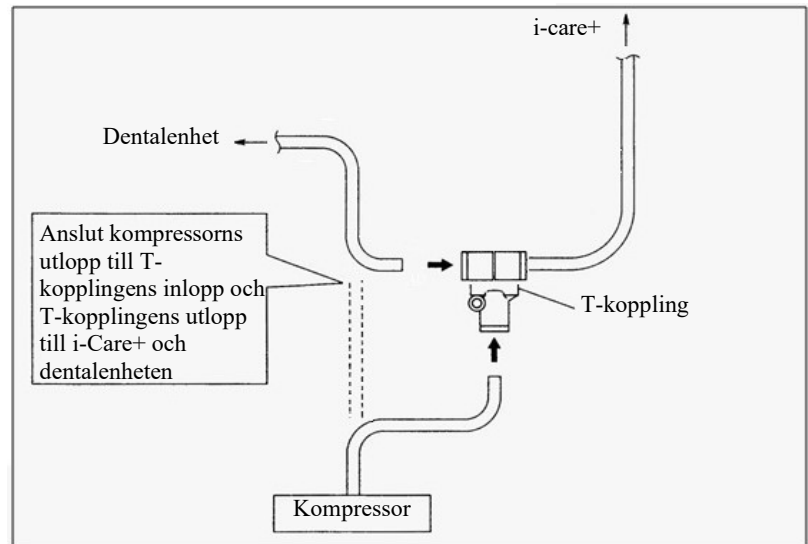 i-care+
Dentalenhet
Anslut kompressorns
utlopp till T-
kopplingens inlopp och
T-kopplingens utlopp
till i-Care+ och
dentalenheten
T-koppling
Kompressor